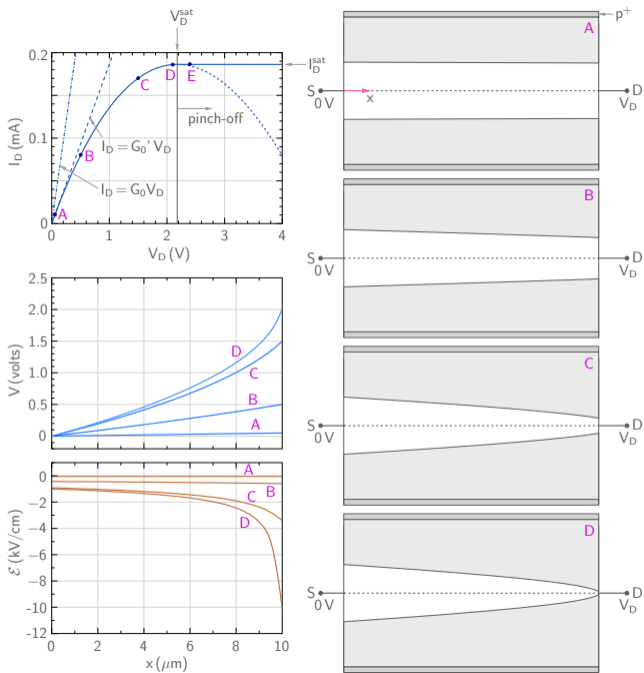 V_D^sat
0.2
0.1
0
I_D (mA)
0 1 2 3 4
V_D (V)
A
B
C
D
E
pinch-off
I_D^sat
I_D = G_0' V_D
I_D = G_0 V_D
2.5
2.0
1.5
1.0
0.5
0
V (volts)
D
C
B
A
0
-2
-4
-6
-8
-10
-12
ℰ (kV/cm)
A
B
C
D
0 2 4 6 8 10
x (μm)
p⁺
A
S
0 V
x
D
V_D
B
S
0 V
D
V_D
C
S
0 V
D
V_D
D
S
0 V
D
V_D